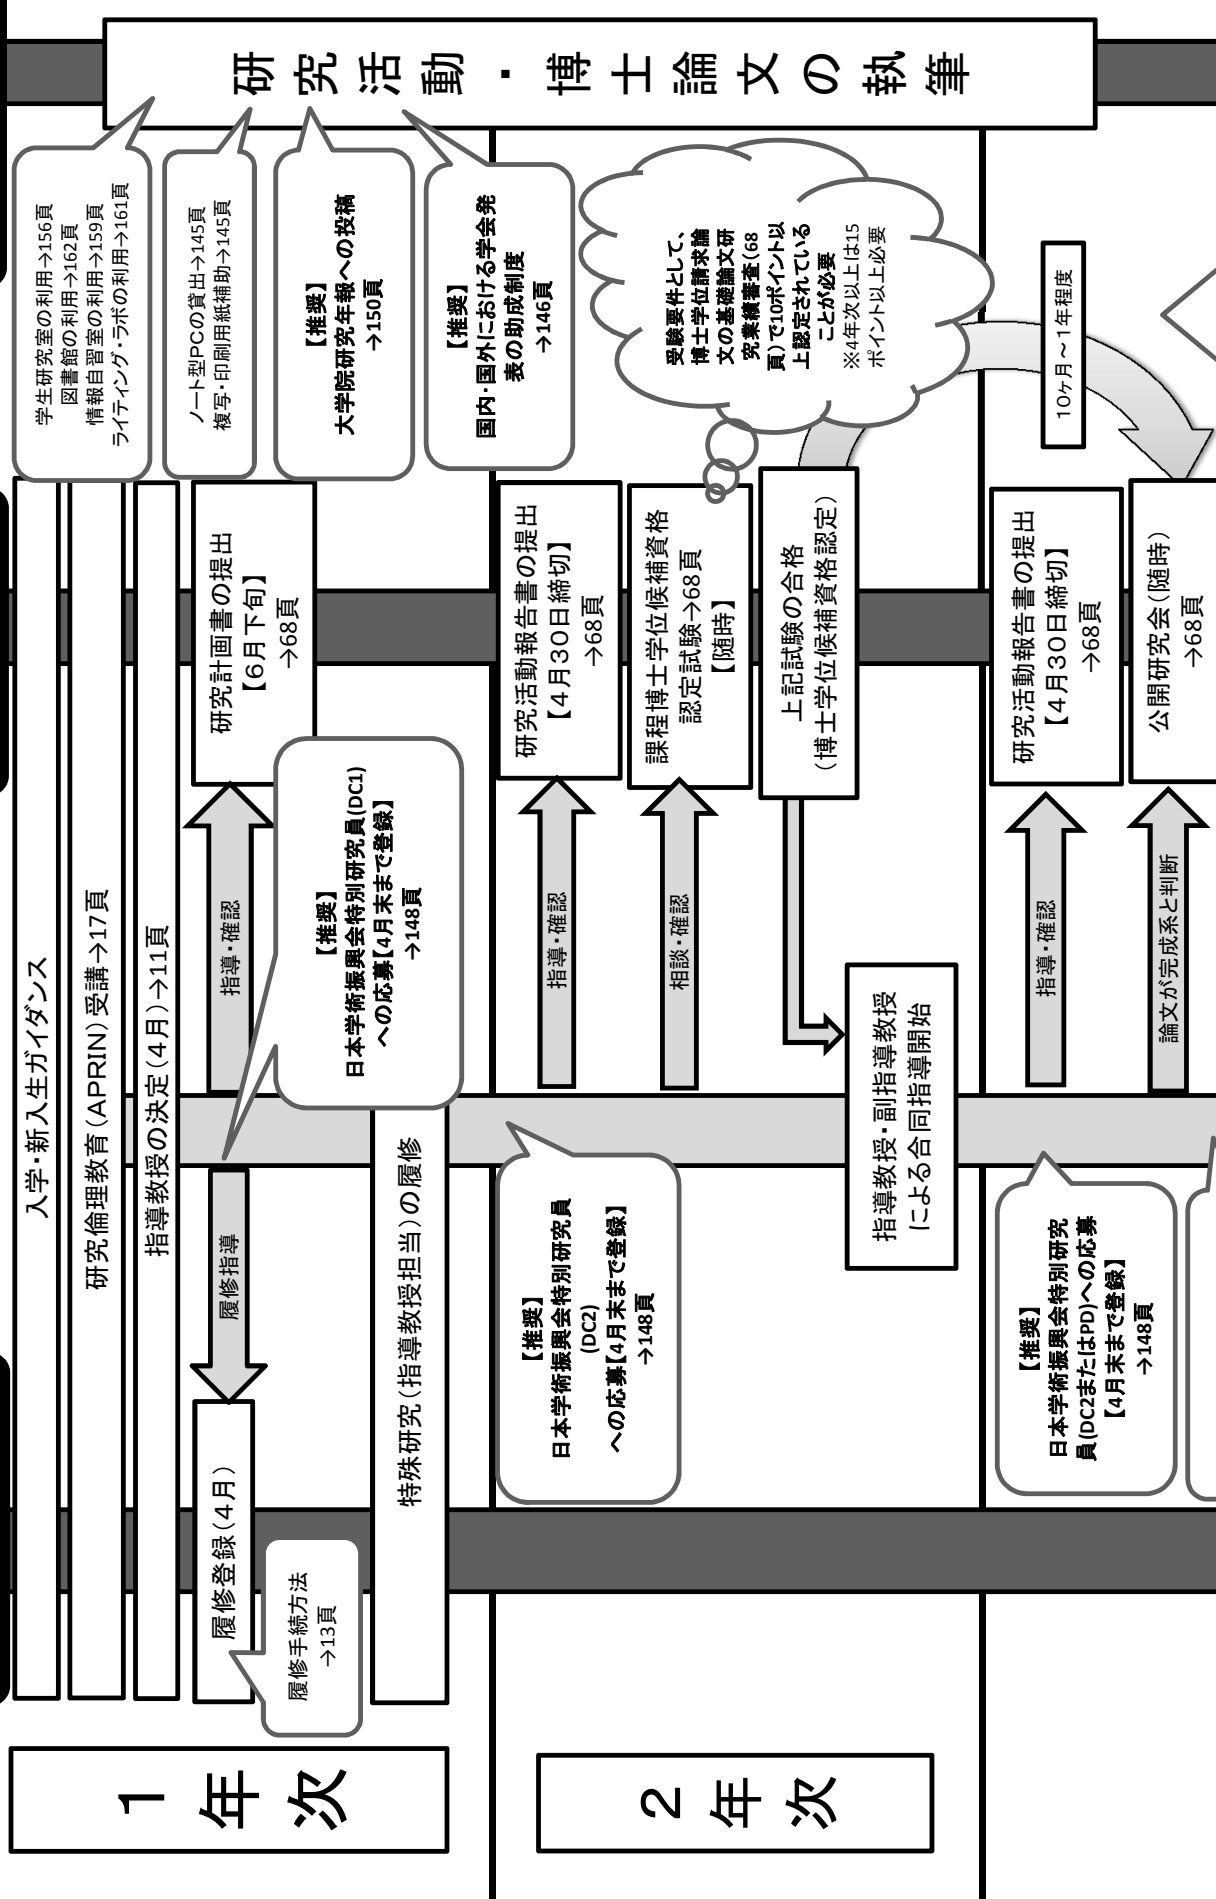 1年次
入学・新入生ガイダンス
研究倫理教育(APRIN)受講→17頁
指導教授の決定(4月)→11頁
履修登録(4月)
履修指導
指導・確認
研究計画書の提出
【6月下旬】
→68頁
履修手続方法
→13頁
【推奨】
日本学術振興会特別研究員(DC1)
への応募【4月末まで登録】
→148頁
特殊研究(指導教授担当)の履修
学生研究室の利用→156頁
図書館の利用→162頁
情報自習室の利用→159頁
ライティング・ラボの利用→161頁
ノート型PCの貸出→145頁
複写・印刷用紙補助→145頁
【推奨】
大学院研究年報への投稿
→150頁
【推奨】
国内・国外における学会発
表の助成制度
→146頁
研究活動・博士論文の執筆
2年次
【推奨】
日本学術振興会特別研究員
(DC2)
への応募【4月末まで登録】
→148頁
指導・確認
研究活動報告書の提出
【4月30日締切】
→68頁
相談・確認
課程博士学位候補資格
認定試験→68頁
【随時】
受験要件として、
博士学位請求論
文の基礎論文研
究業績審査(68
頁)で10ポイント以
上認定されている
ことが必要
※4年次以上は15
ポイント以上必要
上記試験の合格
(博士学位候補資格認定)
指導教授・副指導教授
による合同指導開始
10ヶ月～1年程度
【推奨】
日本学術振興会特別研究
員(DC2またはPD)への応募
【4月末まで登録】
→148頁
指導・確認
研究活動報告書の提出
【4月30日締切】
→68頁
論文が完成系と判断
公開研究会(随時)
→68頁